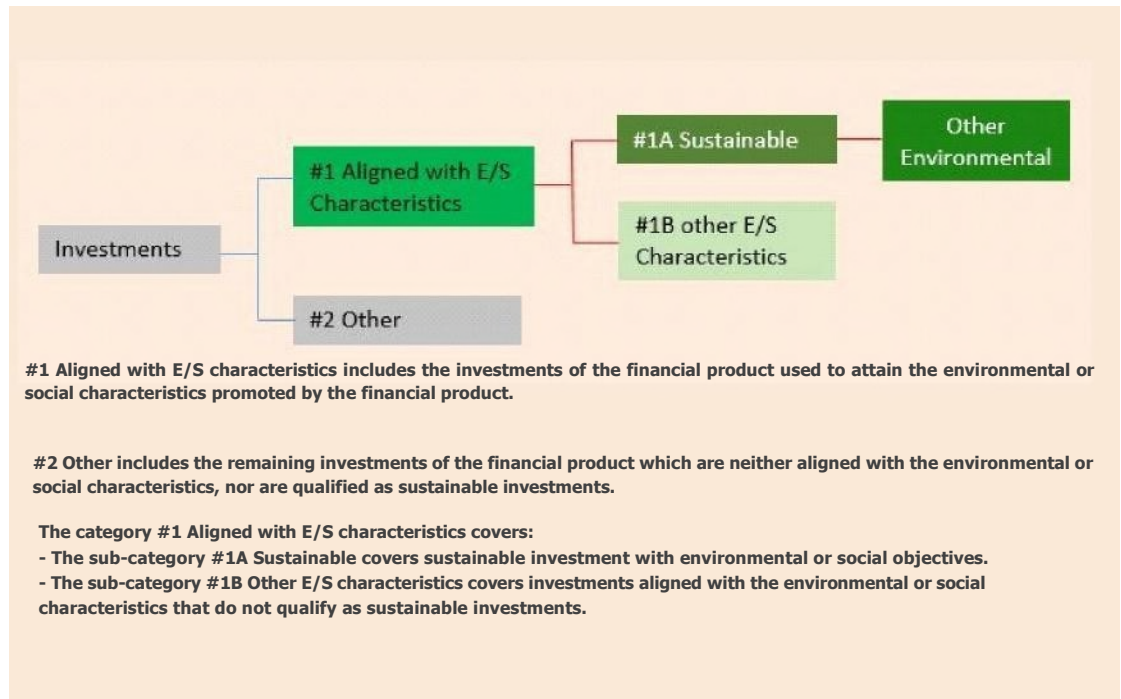 Other
Environmental
#1A Sustainable
#1 Aligned with E/S
Characteristics
#1B other E/S
Characteristics
Investments
#2 Other
#1 Aligned with E/S characteristics includes the investments of the financial product used to attain the environmental or
social characteristics promoted by the financial product.
#2 Other includes the remaining investments of the financial product which are neither aligned with the environmental or
social characteristics, nor are qualified as sustainable investments.
The category #1 Aligned with E/S characteristics covers:
- The sub-category #1A Sustainable covers sustainable investment with environmental or social objectives.
- The sub-category #1B Other E/S characteristics covers investments aligned with the environmental or social
characteristics that do not qualify as sustainable investments.